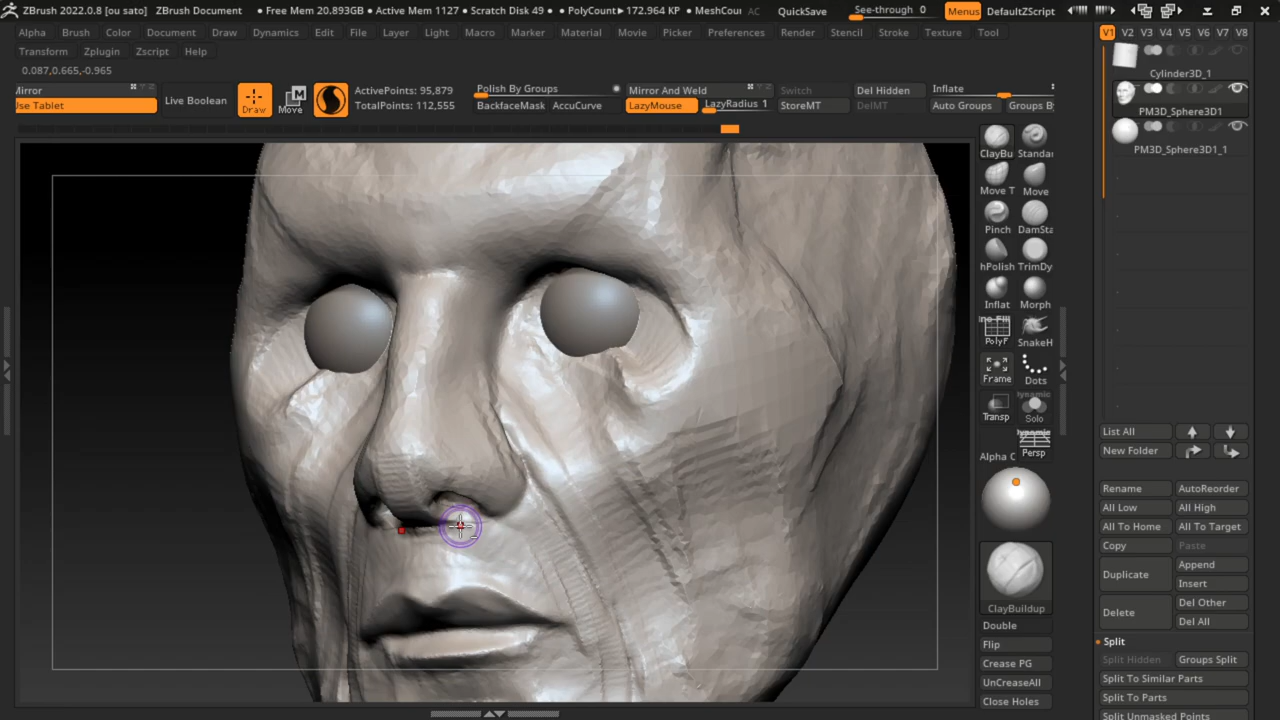 ZBrush 2022.0.8 [ou sato] ZBrush Document • Free Mem 20.893GB • Active Mem 1127 • Scratch Disk 49 • • PolyCount▸ 172.964 KP • MeshCou AC QuickSave See-through 0 Menus DefaultZScript
Alpha Brush Color Document Draw Dynamics Edit File Layer Light Macro Marker Material Movie Picker Preferences Render Stencil Stroke Texture Tool
Transform Zplugin Zscript Help
V1 V2 V3 V4 V5 V6 V7 V8
0.087,0.665,-0.965
Mirror
Use Tablet
Live Boolean
Draw
Move
M
ActivePoints: 95,879
TotalPoints: 112,555
Polish By Groups
BackfaceMask AccuCurve
Mirror And Weld
LazyMouse LazyRadius 1
Switch
StoreMT
Del Hidden
DelMT
Inflate
Auto Groups Groups By
Cylinder3D_1
PM3D_Sphere3D1
PM3D_Sphere3D1_1
ClayBu Standar
Move T Move
Pinch DamSta
hPolish TrimDy
Inflat Morph
PolyF SnakeH
Frame Dots
Dynamic
Transp Solo
Dynamic
Persp
Alpha O
ClayBuildup
Double
Flip
Crease PG
UnCreaseAll
Close Holes
List All
New Folder
Rename AutoReorder
All Low All High
All To Home All To Target
Copy Paste
Duplicate Append
Insert
Delete Del Other
Del All
Split
Split Hidden Groups Split
Split To Similar Parts
Split To Parts
Split Unmasked Points